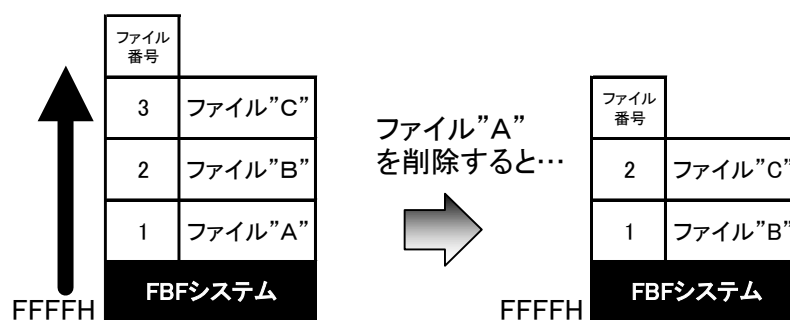 ファイル
番号
3 ファイル”C”
2 ファイル”B”
1 ファイル”A”
FBFシステム
FFFFH
ファイル”A”
を削除すると…
ファイル
番号
2 ファイル”C”
1 ファイル”B”
FBFシステム
FFFFH